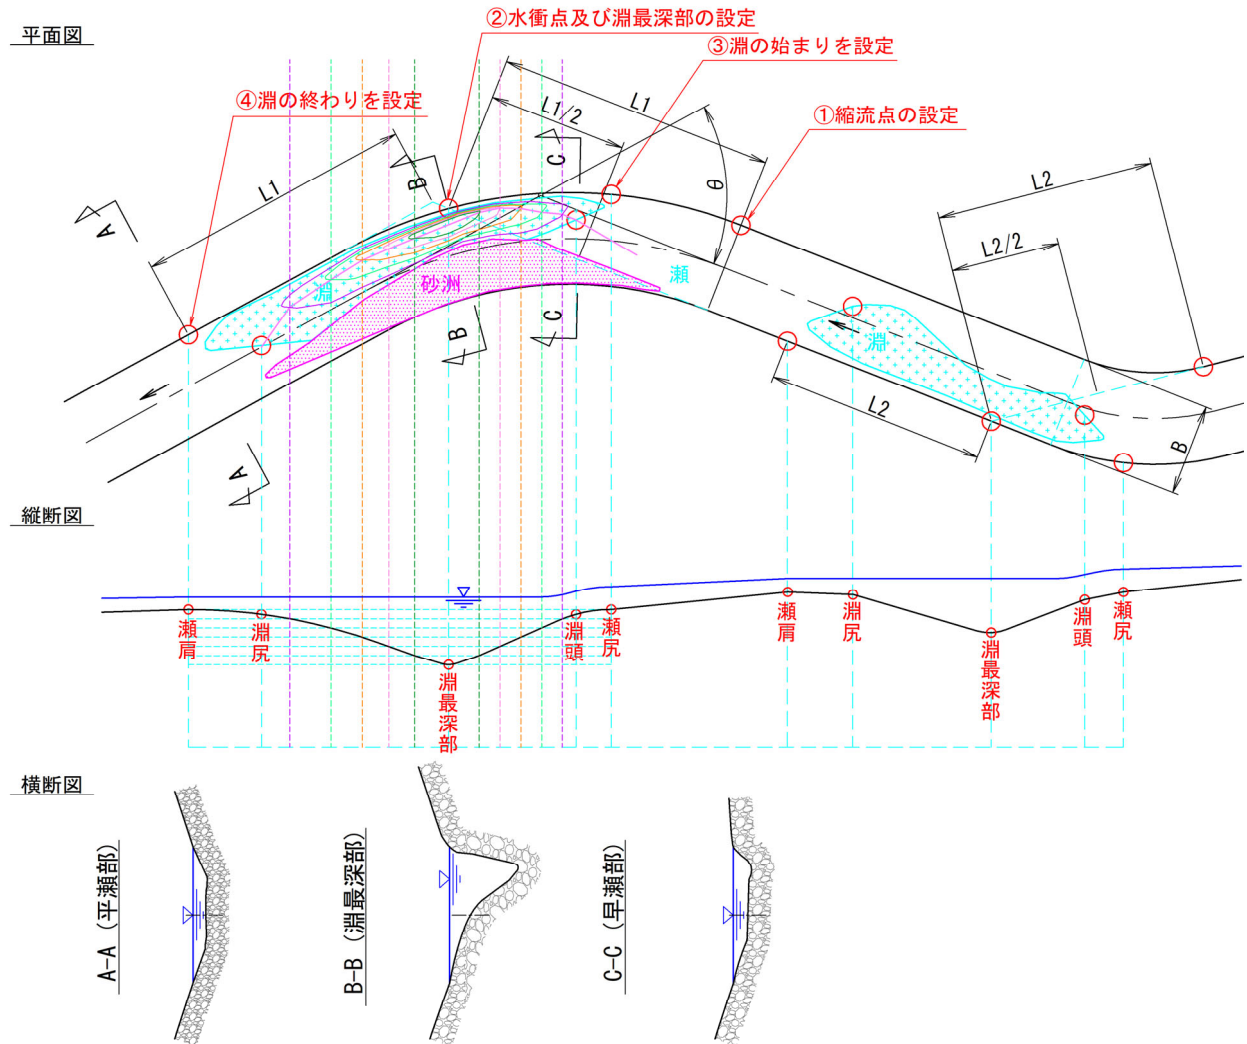 平面図
②水衝点及び淵最深部の設定
③淵の始まりを設定
④淵の終わりを設定
①縮流点の設定
L1
L1/2
L1
θ
L2
L2/2
L2
B
A
A
B
B
C
C
淵
砂洲
瀬
淵
縦断図
瀬肩
淵尻
淵最深部
淵頭
瀬尻
瀬肩
淵尻
淵最深部
淵頭
瀬尻
横断図
A-A (平瀬部)
B-B (淵最深部)
C-C (早瀬部)